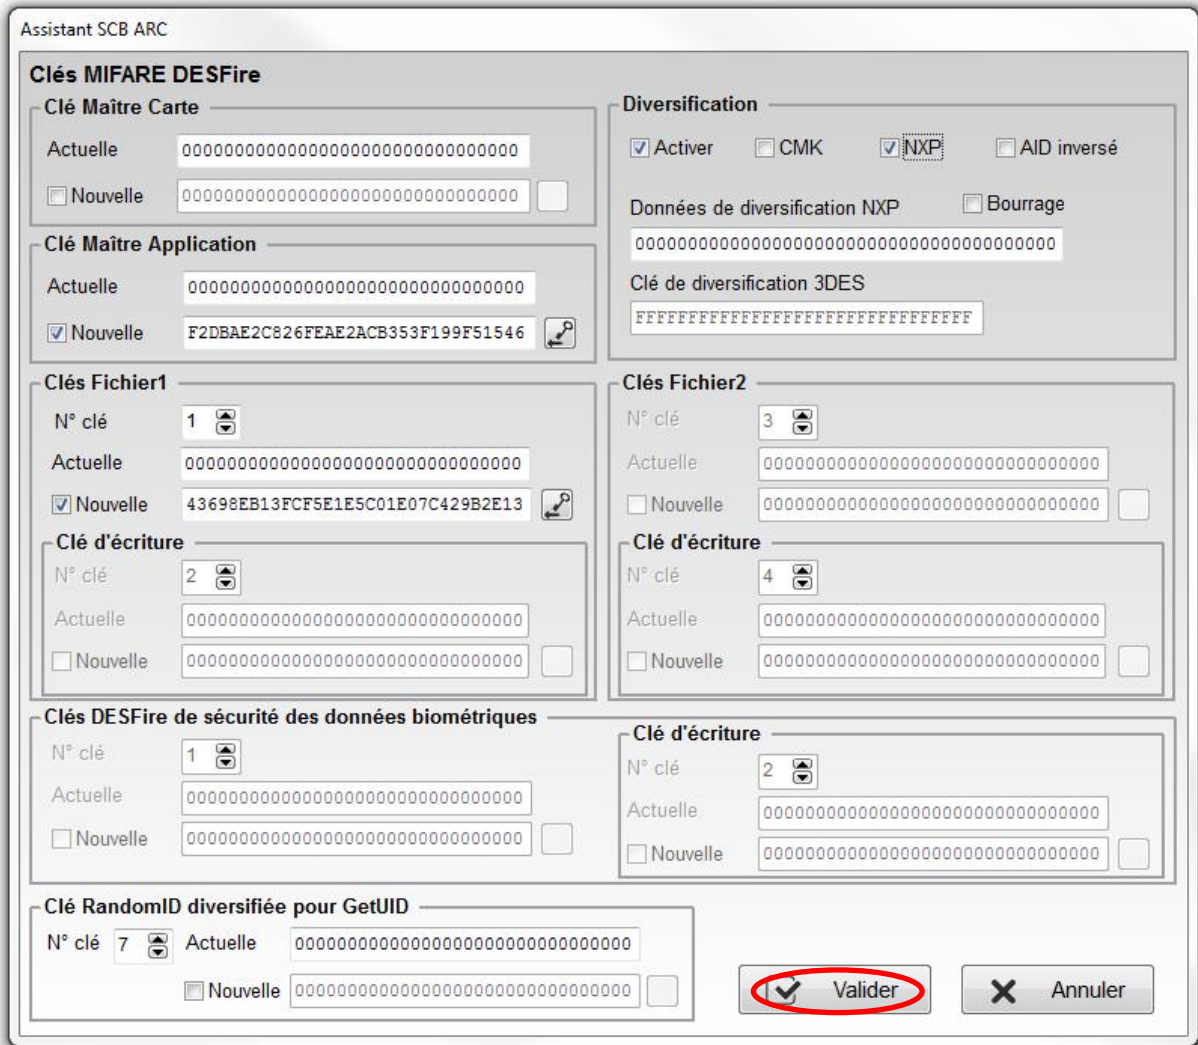 Assistant SCB ARC
Clés MIFARE DESFire
Clé Maître Carte
Actuelle 00000000000000000000000000000000
Nouvelle 00000000000000000000000000000000
Diversification
Activer CMK NXP AID inversé
Données de diversification NXP Bourrage
0000000000000000000000000000000000000000
Clé de diversification 3DES
FFFFFFFFFFFFFFFFFFFFFFFFFFFFFFFF
Clé Maître Application
Actuelle 00000000000000000000000000000000
Nouvelle F2DBAE2C826FEAE2ACB353F199F51546
Clés Fichier1
N° clé 1
Actuelle 00000000000000000000000000000000
Nouvelle 43698EB13FCF5E1E5C01E07C429B2E13
Clé d'écriture
N° clé 2
Actuelle 00000000000000000000000000000000
Nouvelle 00000000000000000000000000000000
Clés Fichier2
N° clé 3
Actuelle 00000000000000000000000000000000
Nouvelle 00000000000000000000000000000000
Clé d'écriture
N° clé 4
Actuelle 00000000000000000000000000000000
Nouvelle 00000000000000000000000000000000
Clés DESFire de sécurité des données biométriques
N° clé 1
Actuelle 00000000000000000000000000000000
Nouvelle 00000000000000000000000000000000
Clé d'écriture
N° clé 2
Actuelle 00000000000000000000000000000000
Nouvelle 00000000000000000000000000000000
Clé RandomID diversifiée pour GetUID
N° clé 7 Actuelle 00000000000000000000000000000000
Nouvelle 00000000000000000000000000000000
Valider Annuler